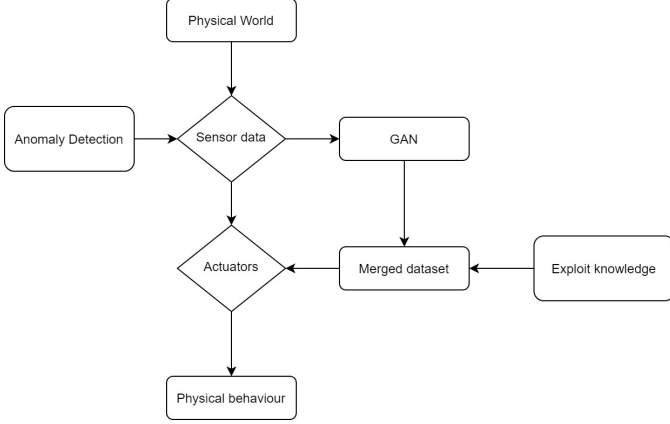 Physical World
Anomaly Detection
Sensor data
GAN
Actuators
Merged dataset
Exploit knowledge
Physical behaviour